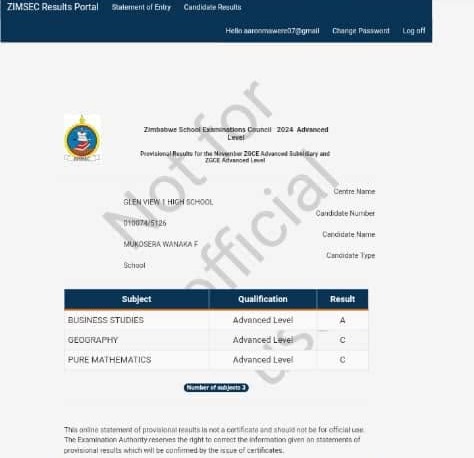 ZIMSEC Results Portal Statement of Entry Candidate Results
Hello aaronmawere07@gmail Change Password Log off
Zimbabwe School Examinations Council 2024 Advanced
Level
Provisional Results for the November ZGCE Advanced Subsidiary and
ZGCE Advanced Level
ZIMSEC
Centre Name
GLEN VIEW 1 HIGH SCHOOL
Candidate Number
010074/5126
Candidate Name
MUKOSERA WANAKA F
Candidate Type
School
Subject Qualification Result
BUSINESS STUDIES Advanced Level A
GEOGRAPHY Advanced Level C
PURE MATHEMATICS Advanced Level C
Number of subjects 3
This online statement of provisional results is not a certificate and should not be for official use.
The Examination Authority reserves the right to correct the information given on statements of
provisional results which will be confirmed by the issue of certificates.
Not for
official
us